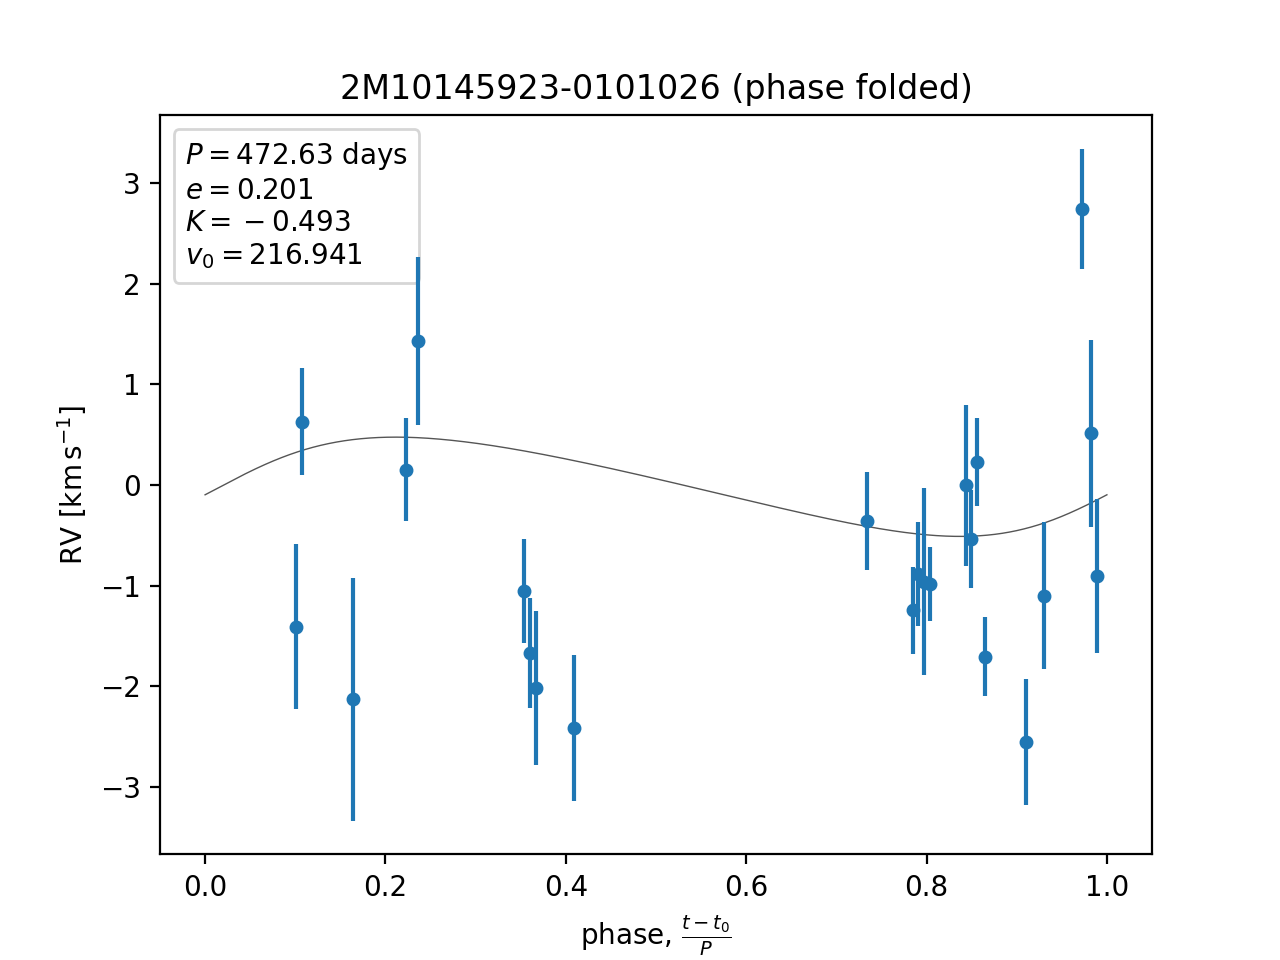 2M10145923-0101026 (phase folded)
P = 472.63 days
e = 0.201
K = −0.493
v₀ = 216.941
RV [km s⁻¹]
3
2
1
0
−1
−2
−3
0.0 0.2 0.4 0.6 0.8 1.0
phase, (t − t₀)/P